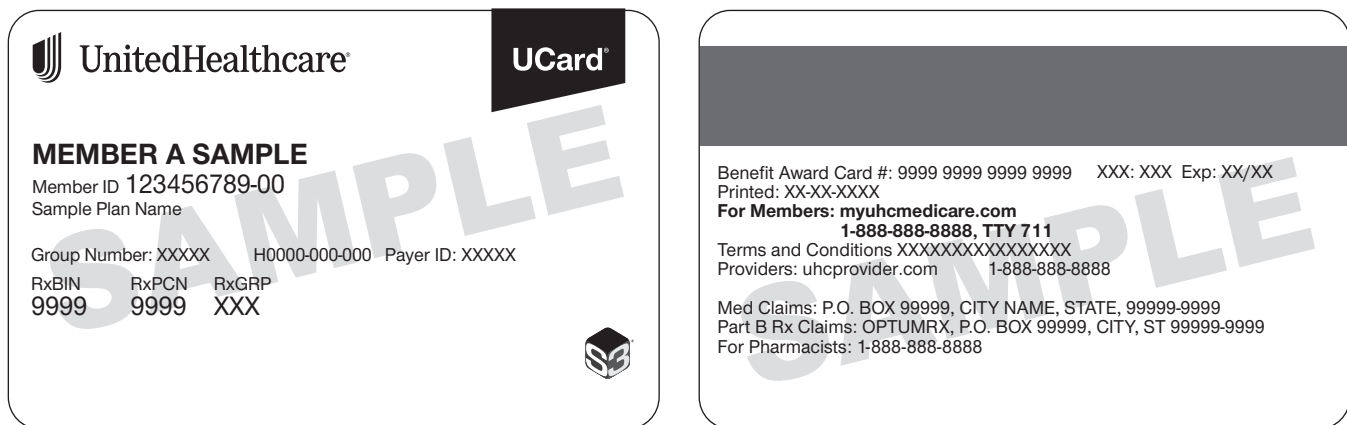 UnitedHealthcare®
UCard®
MEMBER A SAMPLE
Member ID 123456789-00
Sample Plan Name
Group Number: XXXXX H0000-000-000 Payer ID: XXXXX
RxBIN RxPCN RxGRP
9999 9999 XXX
S3®
SAMPLE
Benefit Award Card #: 9999 9999 9999 9999 XXX: XXX Exp: XX/XX
Printed: XX-XX-XXXX
For Members: myuhcmedicare.com
1-888-888-8888, TTY 711
Terms and Conditions XXXXXXXXXXXXXXXX
Providers: uhcprovider.com 1-888-888-8888
Med Claims: P.O. BOX 99999, CITY NAME, STATE, 99999-9999
Part B Rx Claims: OPTUMRX, P.O. BOX 99999, CITY, ST 99999-9999
For Pharmacists: 1-888-888-8888
SAMPLE